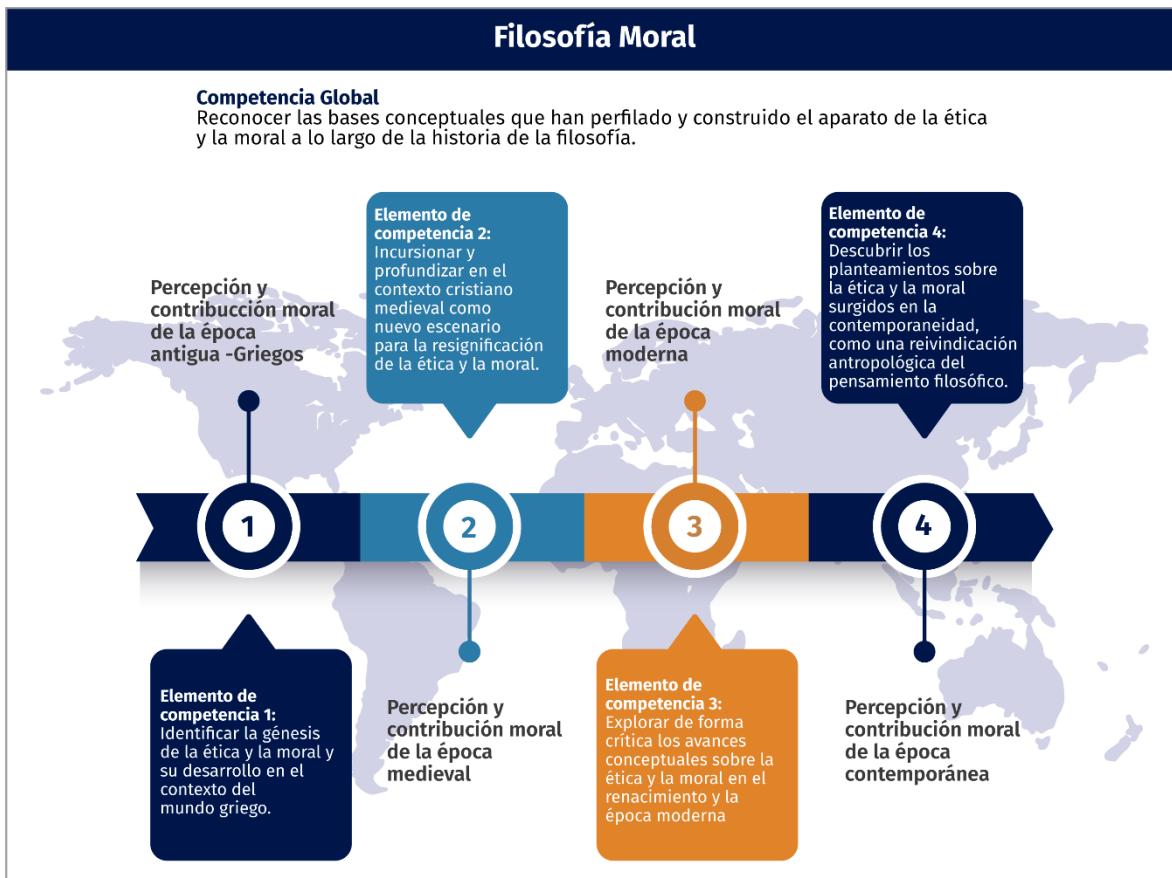 Filosofía Moral
Competencia Global
Reconocer las bases conceptuales que han perfilado y construido el aparato de la ética
y la moral a lo largo de la historia de la filosofía.
Percepción y
contribucción moral
de la época
antigua -Griegos
1
Elemento de
competencia 1:
Identificar la génesis
de la ética y la moral y
su desarrollo en el
contexto del
mundo griego.
Elemento de
competencia 2:
Incursionar y
profundizar en el
contexto cristiano
medieval como
nuevo escenario
para la resignificación
de la ética y la moral.
2
Percepción y
contribución moral
de la época
medieval
Percepción y
contribución moral
de la época
moderna
3
Elemento de
competencia 3:
Explorar de forma
crítica los avances
conceptuales sobre la
ética y la moral en el
renacimiento y la
época moderna
Elemento de
competencia 4:
Descubrir los
planteamientos sobre
la ética y la moral
surgidos en la
contemporaneidad,
como una reivindicación
antropológica del
pensamiento filosófico.
4
Percepción y
contribución moral
de la época
contemporánea